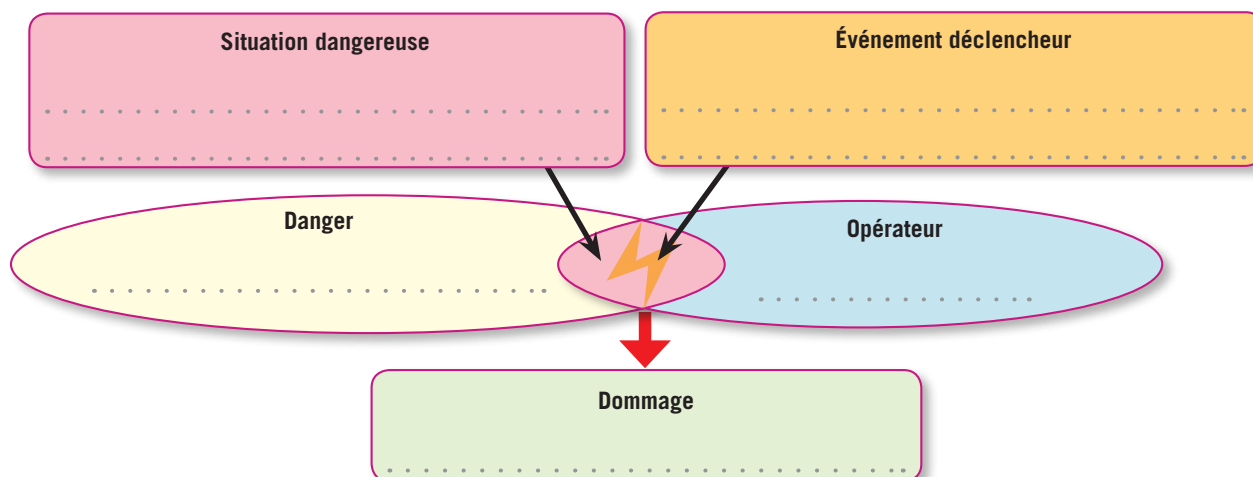 Situation dangereuse
Événement déclencheur
Danger
Opérateur
Dommage